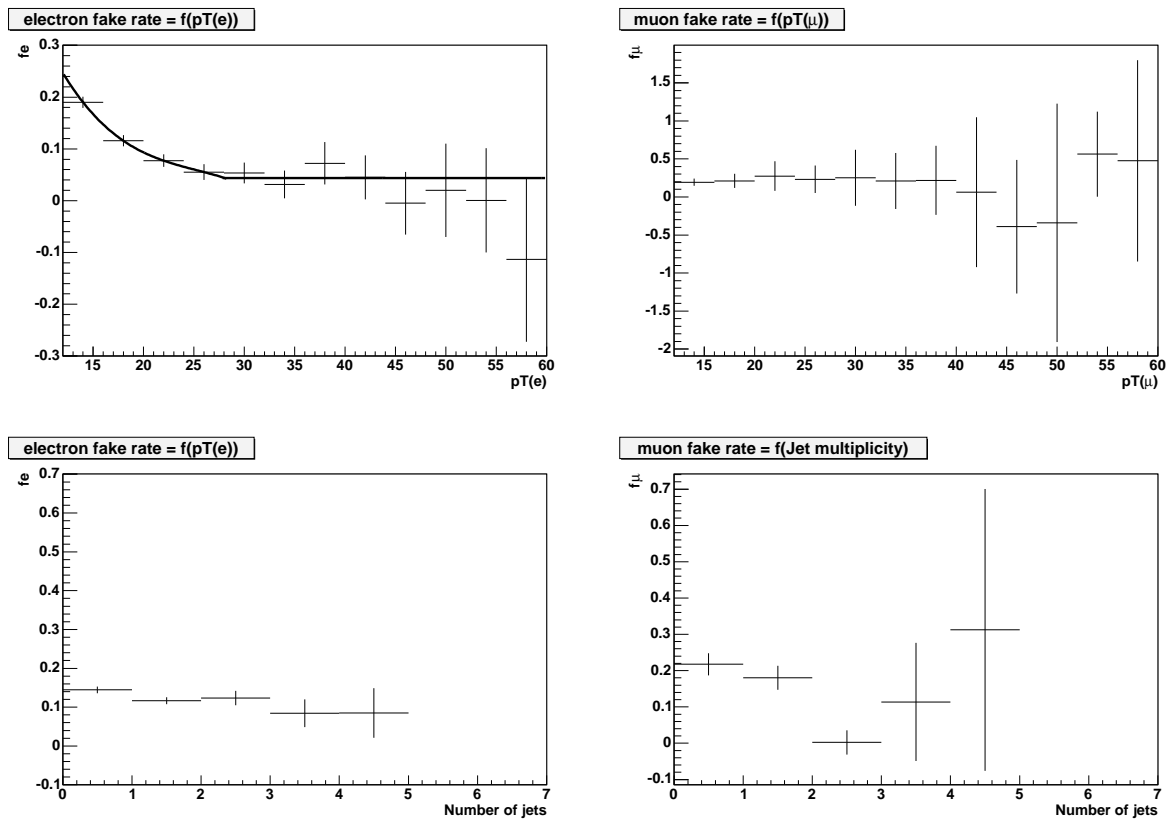 electron fake rate = f(pT(e))
fe
0.3
0.2
0.1
0
-0.1
-0.2
-0.3
15 20 25 30 35 40 45 50 55 60
pT(e)
muon fake rate = f(pT(μ))
fμ
1.5
1
0.5
0
-0.5
-1
-1.5
-2
15 20 25 30 35 40 45 50 55 60
pT(μ)
electron fake rate = f(pT(e))
fe
0.7
0.6
0.5
0.4
0.3
0.2
0.1
0
-0.1
0 1 2 3 4 5 6 7
Number of jets
muon fake rate = f(Jet multiplicity)
fμ
0.7
0.6
0.5
0.4
0.3
0.2
0.1
0
-0.1
0 1 2 3 4 5 6 7
Number of jets